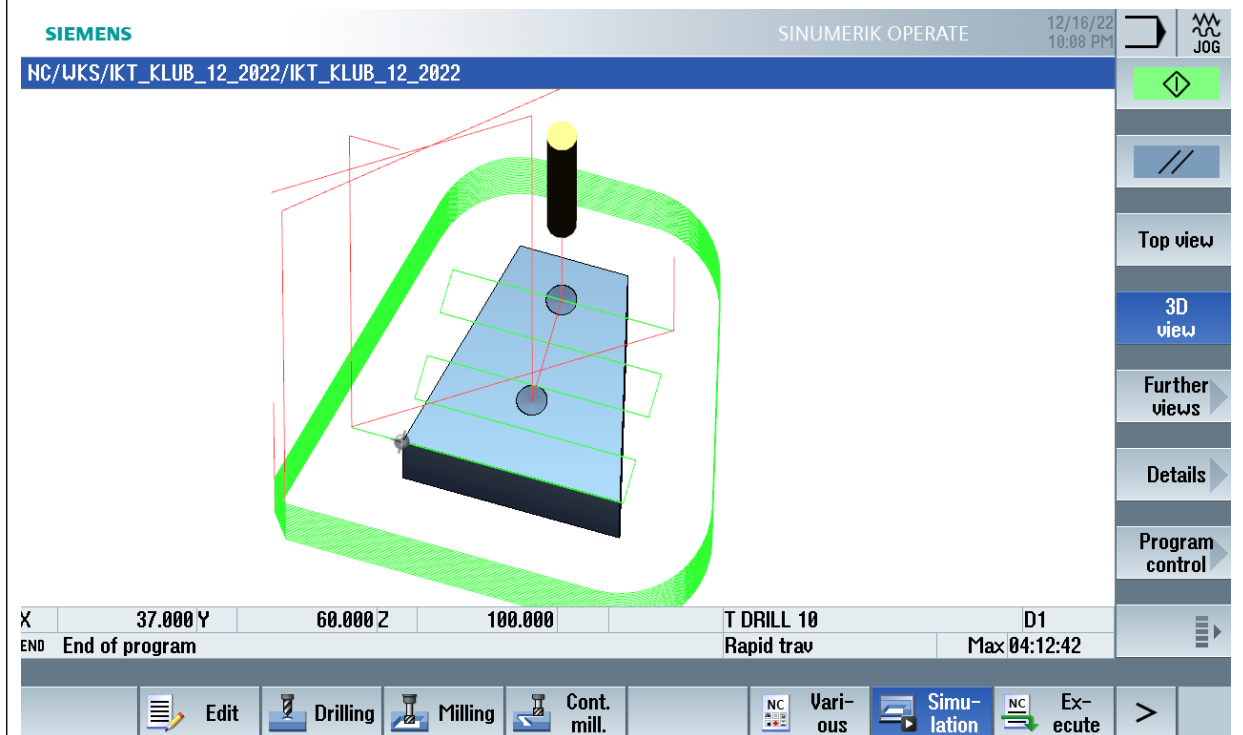 SIEMENS
SINUMERIK OPERATE
12/16/22
10:08 PM
JOG
NC/WKS/IKT_KLUB_12_2022/IKT_KLUB_12_2022
Top view
3D
view
Further
views
Details
Program
control
X 37.000 Y 60.000 Z 100.000 T DRILL 10 D1
END End of program Rapid trav Max 04:12:42
Edit
Drilling
Milling
Cont.
mill.
NC
Vari-
ous
Simu-
lation
NC
Ex-
ecute
>